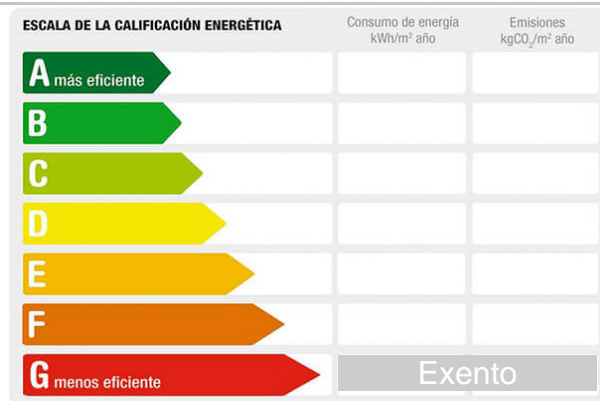 ESCALA DE LA CALIFICACIÓN ENERGÉTICA
Consumo de energía
kWh/m² año
Emisiones
kgCO₂/m² año
A más eficiente
B
C
D
E
F
G menos eficiente
Exento